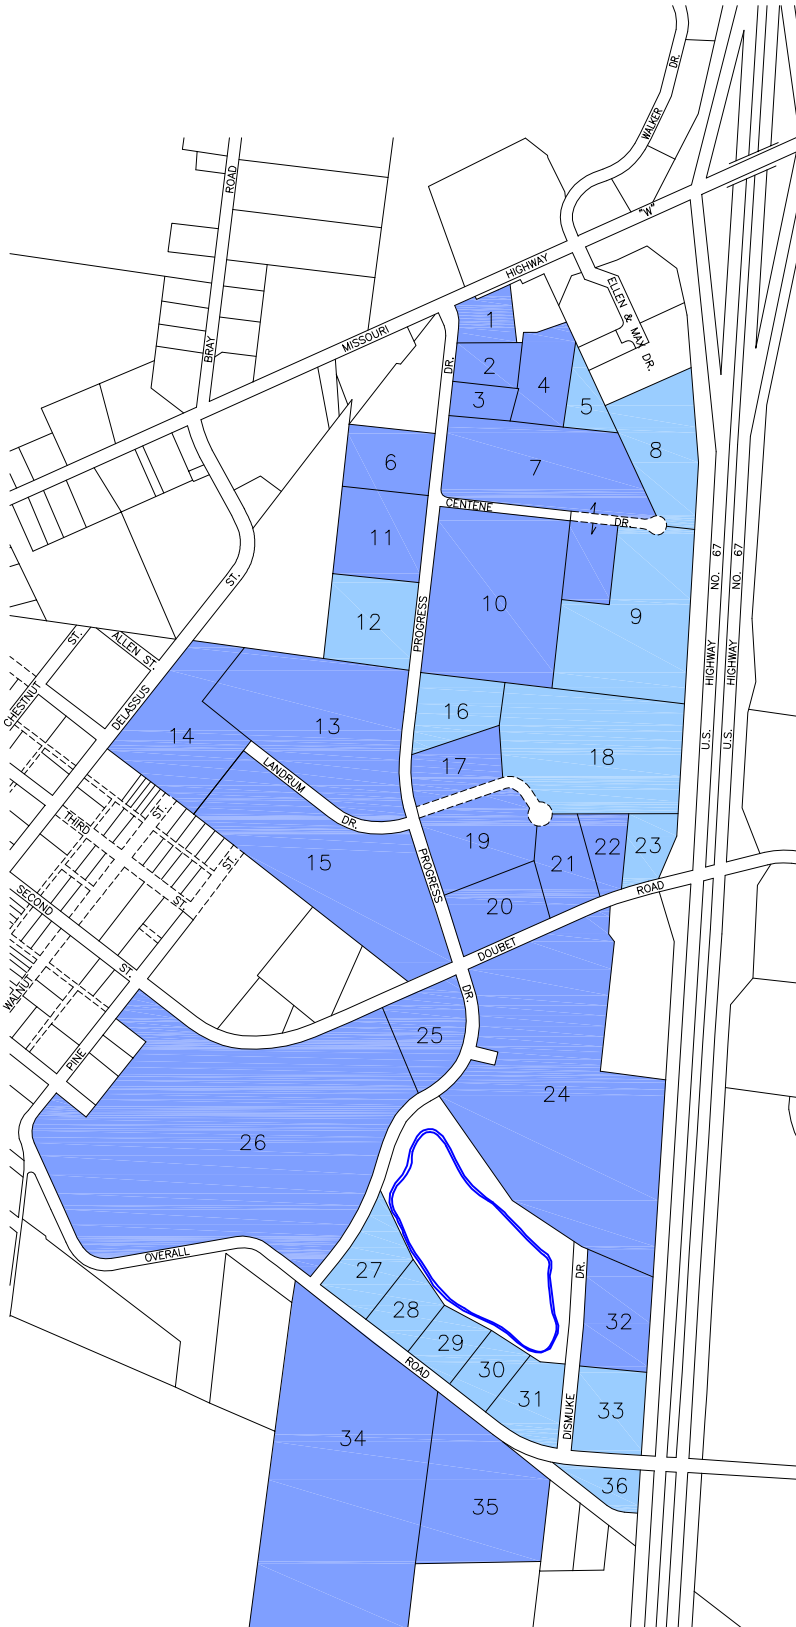 WALKER
DR.
ROAD
"W"
HIGHWAY
ELLEN & MAX DR.
1
BRAY
MISSOURI
DR.
2
4
3
5
8
6
7
CENTENE
DR.
11
NO. 67
NO. 67
10
ST.
12
PROGRESS
9
ST.
ALLEN ST.
HIGHWAY
HIGHWAY
CHESTNUT
DELASSUS
16
14
13
U.S.
U.S.
18
17
LANDRUM
DR.
THIRD
ST.
19
22
23
21
15
ST.
PROGRESS
ROAD
SECOND
ST.
20
DOUBET
ST.
WALNUT
DR.
25
PINE
24
26
OVERALL
27
DR.
28
32
29
ROAD
30
31
33
DISMUKE
34
36
35